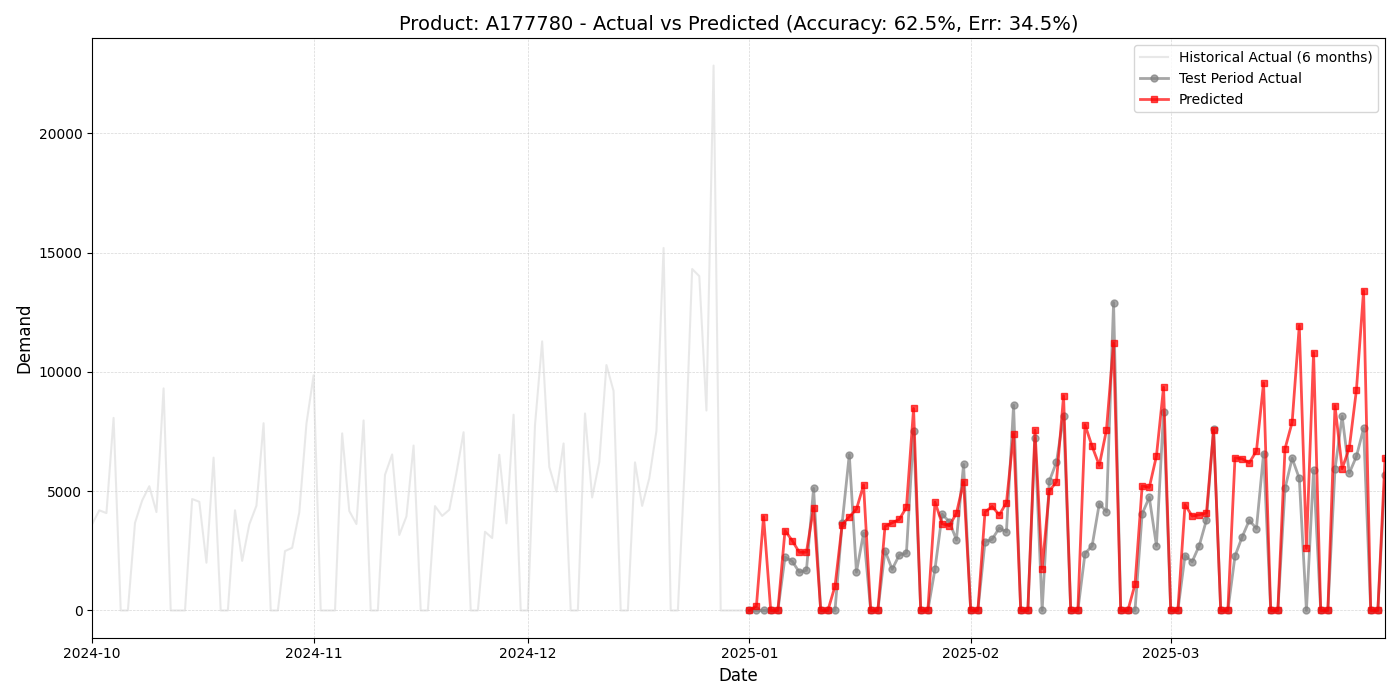 Product: A177780 - Actual vs Predicted (Accuracy: 62.5%, Err: 34.5%)
Historical Actual (6 months)
Test Period Actual
Predicted
Demand
20000
15000
10000
5000
0
2024-10
2024-11
2024-12
2025-01
2025-02
2025-03
Date